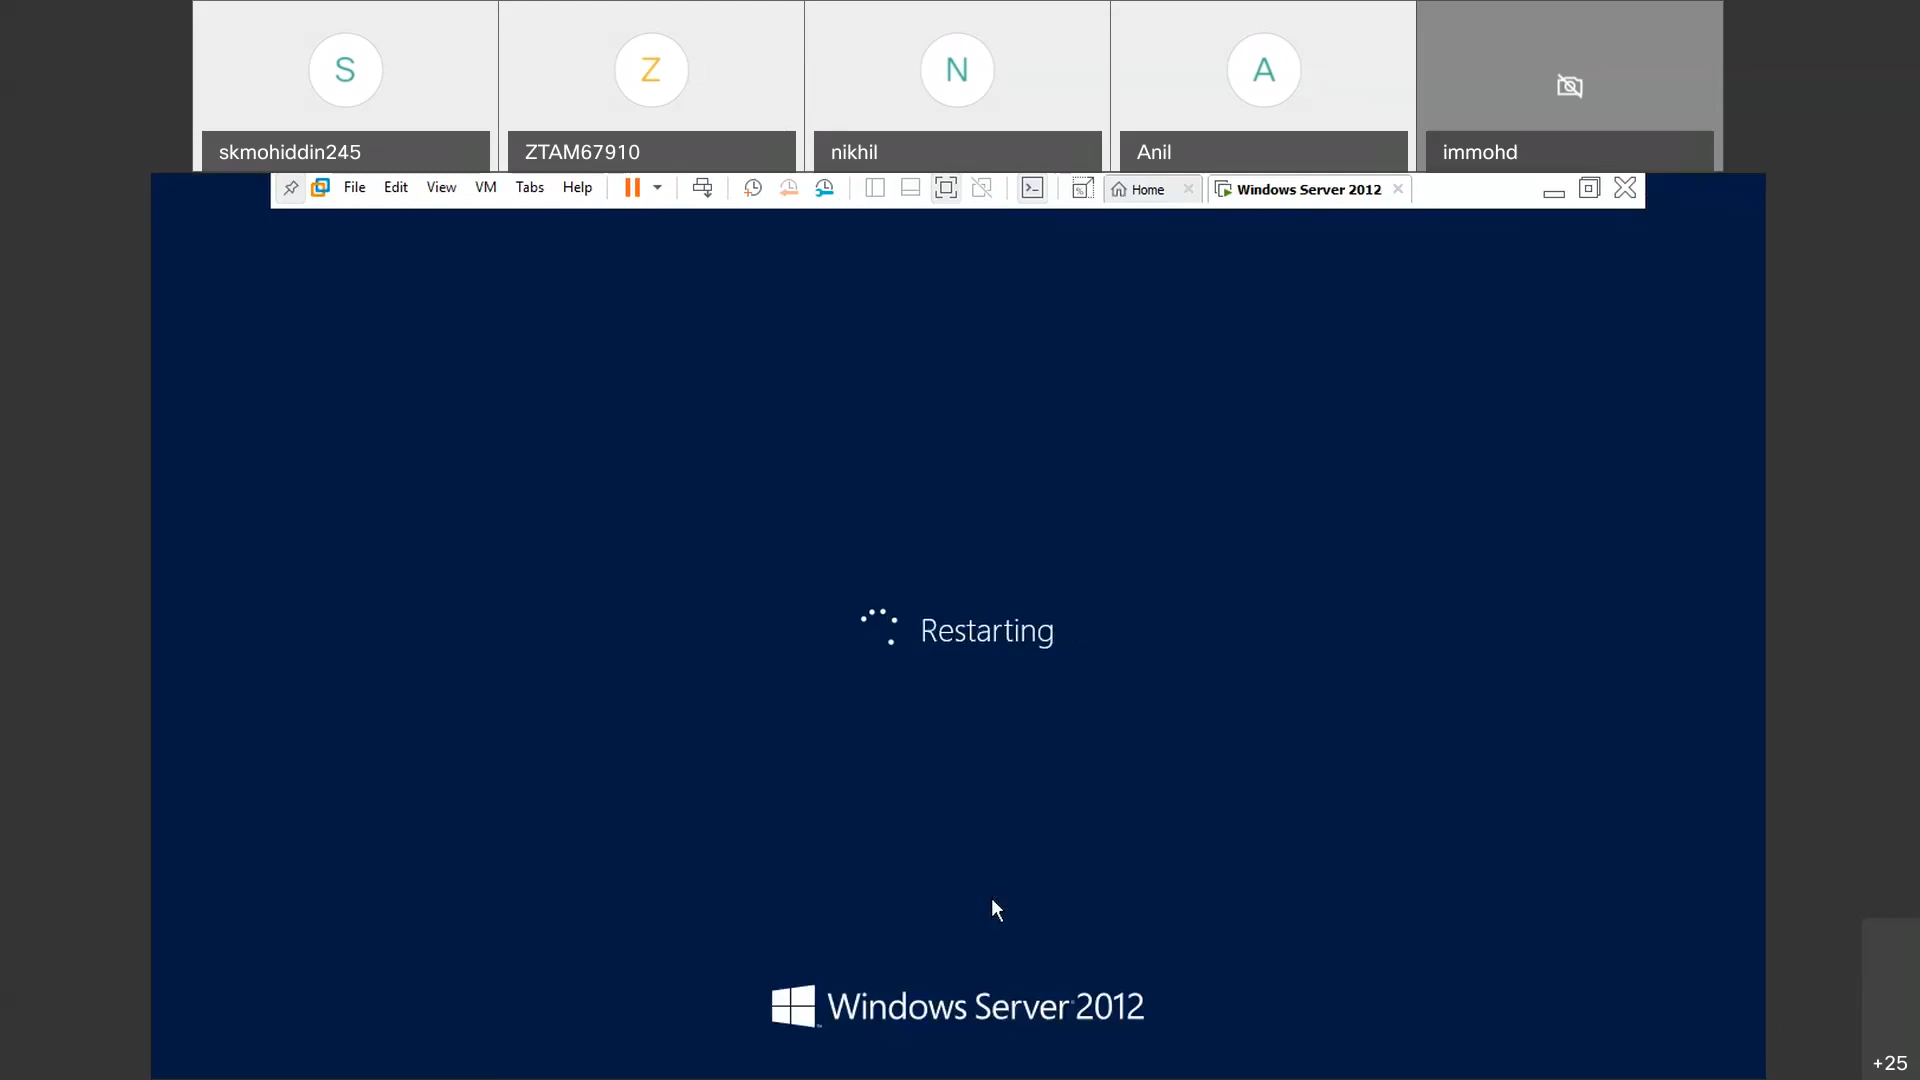 S
Z
N
A
skmohiddin245
ZTAM67910
nikhil
Anil
immohd
File Edit View VM Tabs Help
Home
Windows Server 2012
Restarting
Windows Server 2012
+25